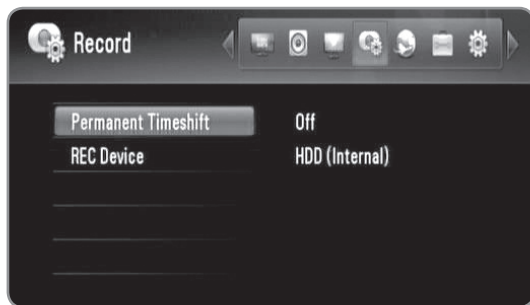 Record
Permanent Timeshift Off
REC Device HDD (Internal)